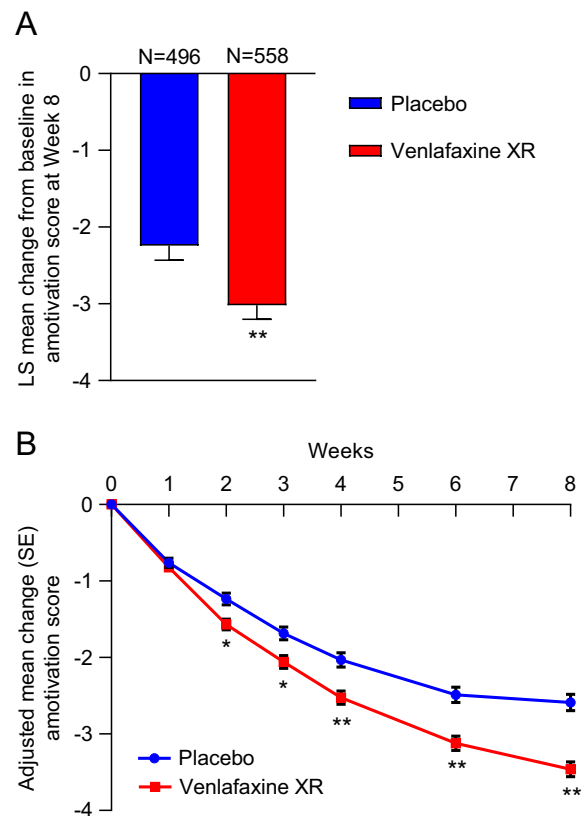 A
N=496
N=558
0
-1
-2
-3
-4
LS mean change from baseline in
amotivation score at Week 8
**
Placebo
Venlafaxine XR
B
Weeks
0 1 2 3 4 6 7 8
0
-1
-2
-3
-4
Adjusted mean change (SE)
amotivation score
*
*
**
**
**
Placebo
Venlafaxine XR